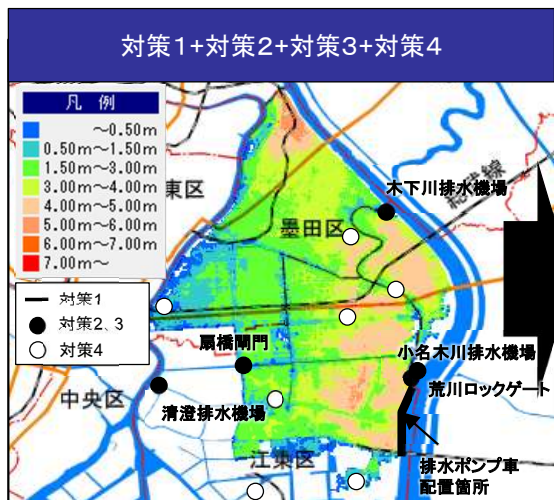 対策1+対策2+対策3+対策4
凡 例
～0.50m
0.50m～1.50m
1.50m～3.00m
3.00m～4.00m
4.00m～5.00m
5.00m～6.00m
6.00m～7.00m
7.00m～
対策1
対策2、3
対策4
東区
総武線
木下川排水機場
墨田区
扇橋閘門
小名木川排水機場
荒川ロックゲート
中央区
清澄排水機場
江東区
排水ポンプ車
配置箇所